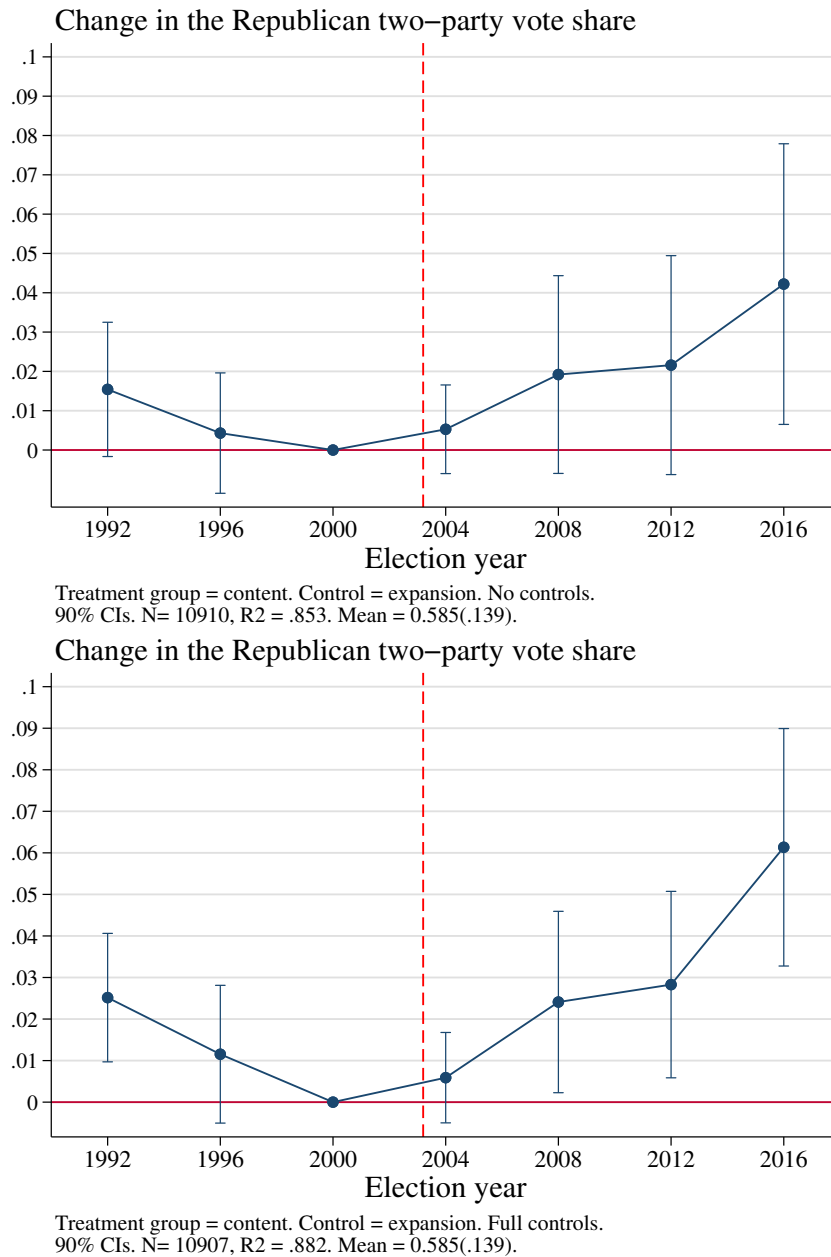 Change in the Republican two−party vote share
.1
.09
.08
.07
.06
.05
.04
.03
.02
.01
0
1992 1996 2000 2004 2008 2012 2016
Election year
Treatment group = content. Control = expansion. No controls.
90% CIs. N= 10910, R2 = .853. Mean = 0.585(.139).
Change in the Republican two−party vote share
.1
.09
.08
.07
.06
.05
.04
.03
.02
.01
0
1992 1996 2000 2004 2008 2012 2016
Election year
Treatment group = content. Control = expansion. Full controls.
90% CIs. N= 10907, R2 = .882. Mean = 0.585(.139).